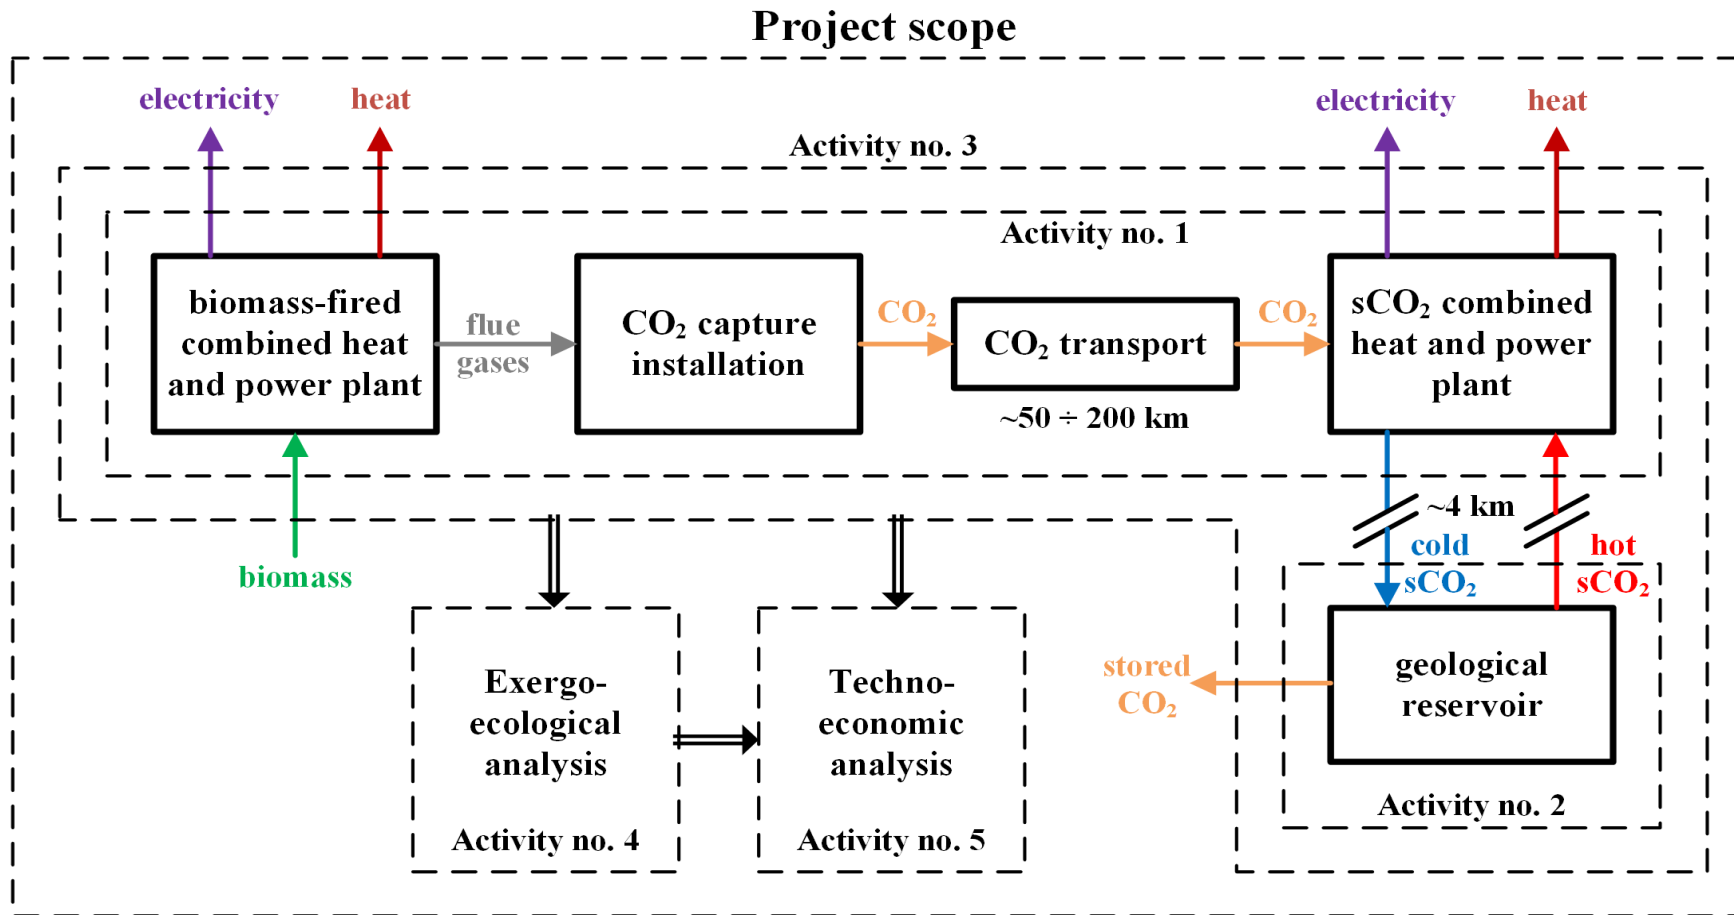 Project scope
electricity
heat
electricity
heat
Activity no. 3
Activity no. 1
biomass-fired
combined heat
and power plant
flue
gases
CO₂ capture
installation
CO₂
CO₂ transport
~50 ÷ 200 km
CO₂
sCO₂ combined
heat and power
plant
~4 km
cold
sCO₂
hot
sCO₂
biomass
Exergo-
ecological
analysis
Activity no. 4
Techno-
economic
analysis
Activity no. 5
stored
CO₂
geological
reservoir
Activity no. 2